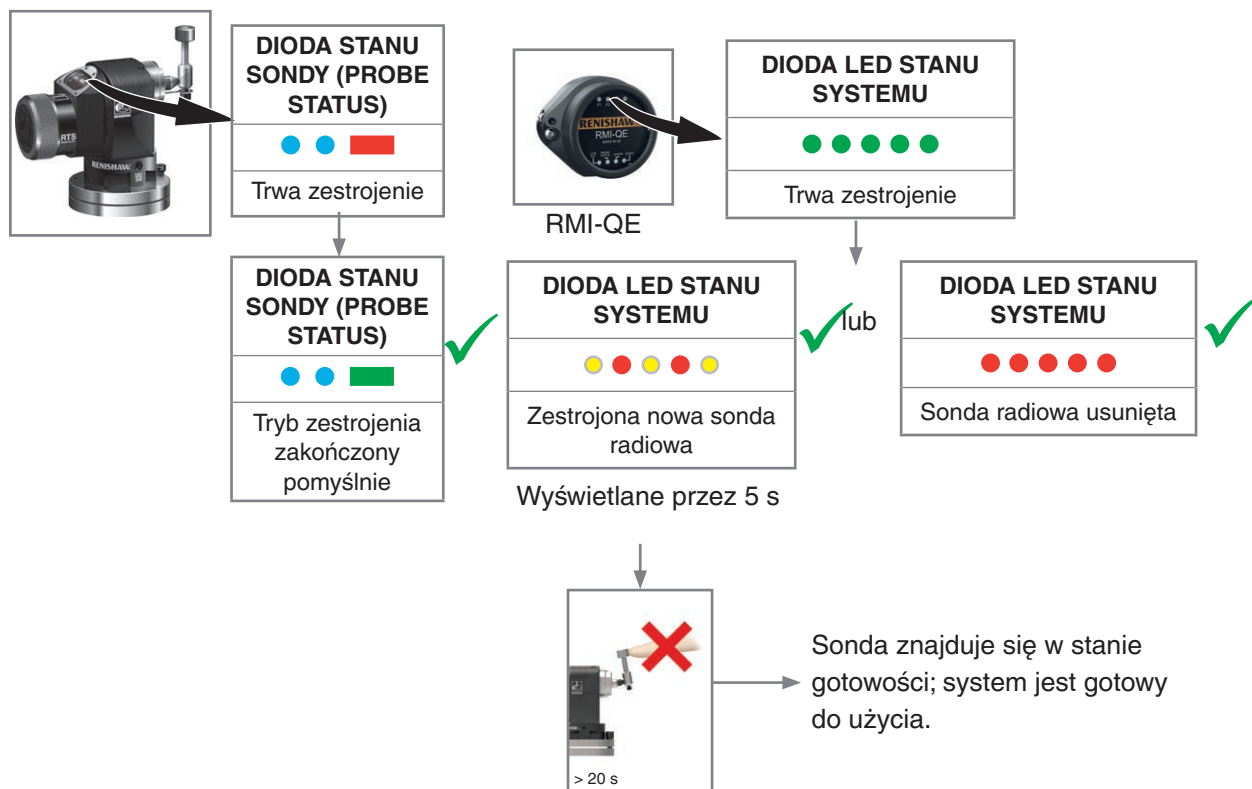 DIODA STANU
SONDY (PROBE
STATUS)
Trwa zestrojenie
RTS
RENISHAW
RENISHAW
RMI-QE
RMI-QE
DIODA LED STANU
SYSTEMU
Trwa zestrojenie
DIODA STANU
SONDY (PROBE
STATUS)
Tryb zestrojenia
zakończony
pomyślnie
DIODA LED STANU
SYSTEMU
Zestrojona nowa sonda
radiowa
Wyświetlane przez 5 s
lub
DIODA LED STANU
SYSTEMU
Sonda radiowa usunięta
> 20 s
Sonda znajduje się w stanie
gotowości; system jest gotowy
do użycia.